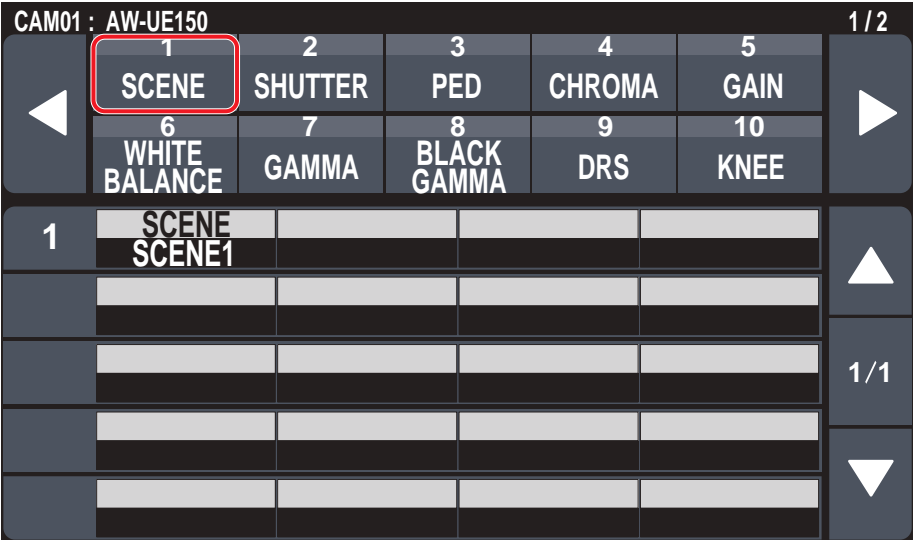 CAM01 : AW-UE150 1 / 2
1 2 3 4 5
SCENE SHUTTER PED CHROMA GAIN
6 7 8 9 10
WHITE BALANCE GAMMA BLACK GAMMA DRS KNEE
1 SCENE
SCENE1
1/1